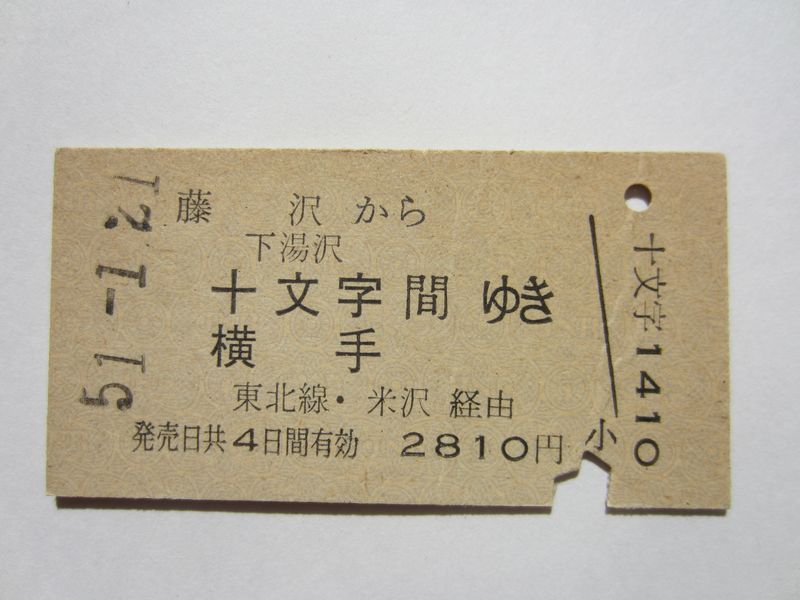 51-1.21
藤沢から
下湯沢
十文字間ゆき
横手
東北線・米沢経由
発売日共4日間有効 2810円
小
十文字1410